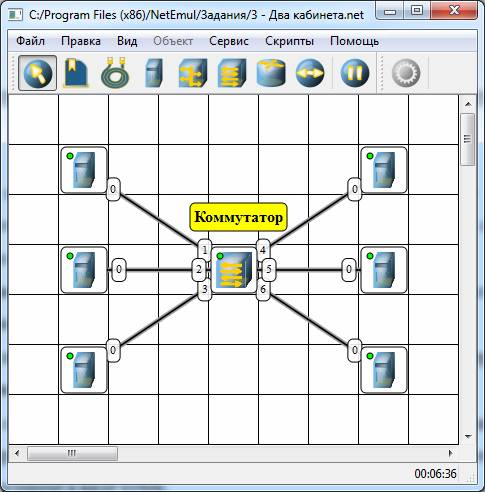 C:/Program Files (x86)/NetEmul/Задания/3 - Два кабинета.net
Файл Правка Вид Объект Сервис Скрипты Помощь
0 0
Коммутатор
1 4
0 2 5 0
3 6
0 0
00:06:36